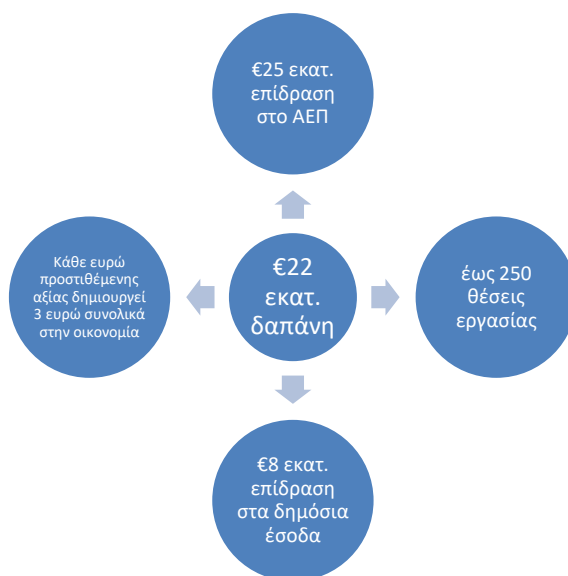 €25 εκατ.
επίδραση
στο ΑΕΠ
Κάθε ευρώ
προστιθέμενης
αξίας δημιουργεί
3 ευρώ συνολικά
στην οικονομία
€22
εκατ.
δαπάνη
έως 250
θέσεις
εργασίας
€8 εκατ.
επίδραση
στα δημόσια
έσοδα